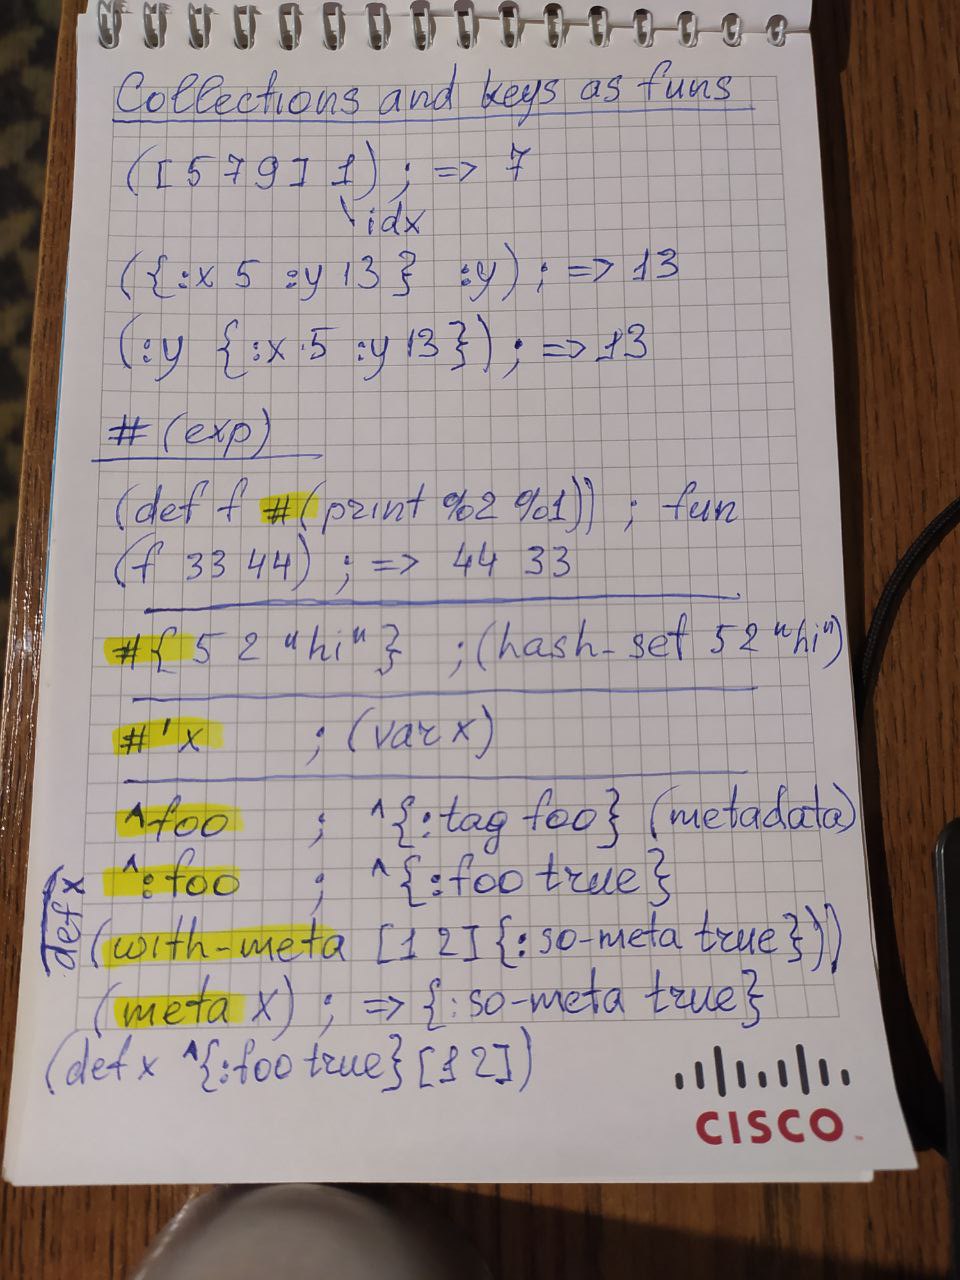 Collections and keys as funs
([5 7 9] 1) ; => 7
idx
({:x 5 :y 13} :y) ; => 13
(:y {:x 5 :y 13}) ; => 13
#(exp)
(def f #(print %2 %1)) ; fun
(f 33 44) ; => 44 33
#{5 2 "hi"} ; (hash-set 5 2 "hi")
#'x ; (var x)
^foo ; ^{:tag foo} (metadata)
^:foo ; ^{:foo true}
(def x
(with-meta [1 2] {:so-meta true}))
(meta x) ; => {:so-meta true}
(def x ^{:foo true} [1 2])
CISCO